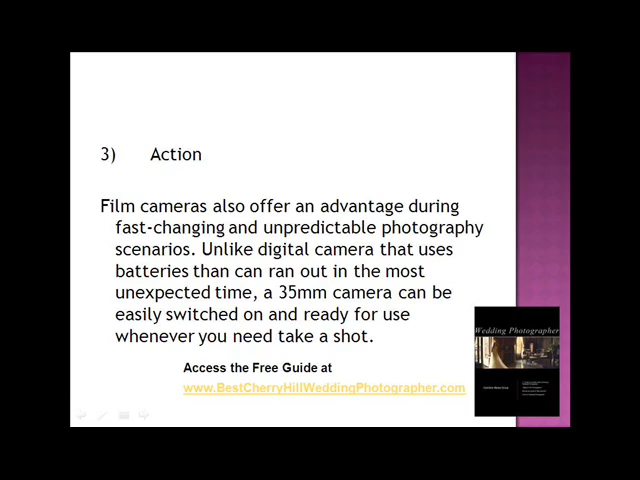 3) Action
Film cameras also offer an advantage during
fast-changing and unpredictable photography
scenarios. Unlike digital camera that uses
batteries than can ran out in the most
unexpected time, a 35mm camera can be
easily switched on and ready for use
whenever you need take a shot.
Access the Free Guide at
www.BestCherryHillWeddingPhotographer.com
Wedding Photographer